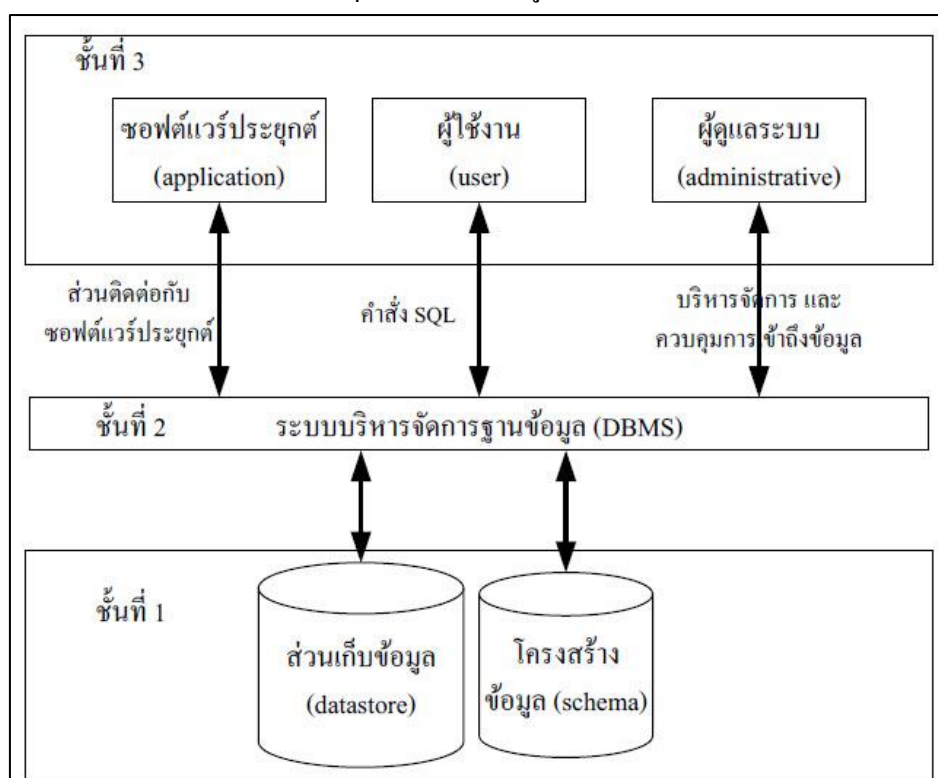 ชั้นที่ 3
ซอฟต์แวร์ประยุกต์
(application)
ผู้ใช้งาน
(user)
ผู้ดูแลระบบ
(administrative)
ส่วนติดต่อกับ
ซอฟต์แวร์ประยุกต์
คำสั่ง SQL
บริหารจัดการ และ
ควบคุมการเข้าถึงข้อมูล
ชั้นที่ 2 ระบบบริหารจัดการฐานข้อมูล (DBMS)
ชั้นที่ 1
ส่วนเก็บข้อมูล
(datastore)
โครงสร้าง
ข้อมูล (schema)